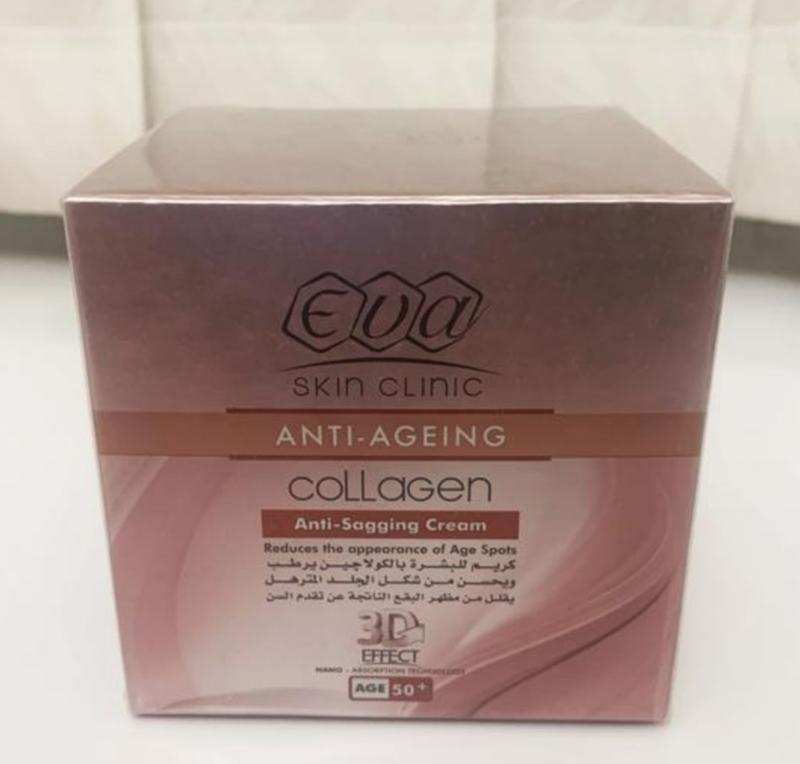 Eva
SKIN CLINIC
ANTI-AGEING
coLLagen
Anti-Sagging Cream
Reduces the appearance of Age Spots
كريم للبشرة بالكولاجين يرطب
ويحسن من شكل الجلد المترهل
يقلل من مظهر البقع الناتجة عن تقدم السن
3D
EFFECT
NANO - ABSORPTION TECHNOLOGY
AGE 50+